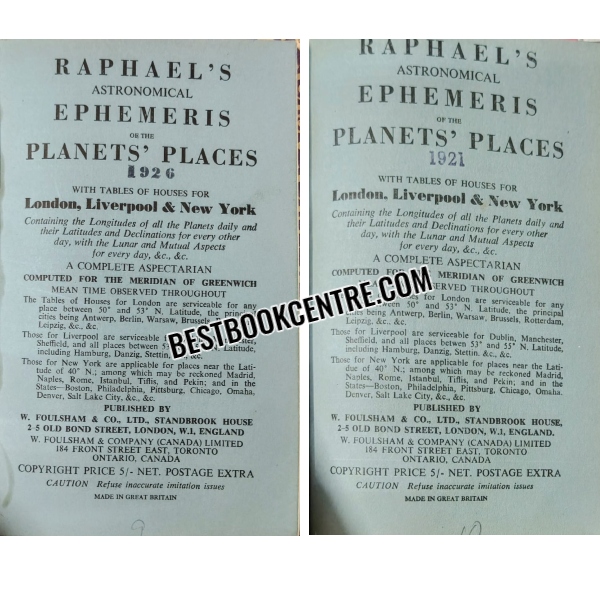 RAPHAEL'S
ASTRONOMICAL
EPHEMERIS
OF THE
PLANETS' PLACES
1926
WITH TABLES OF HOUSES FOR
London, Liverpool & New York
Containing the Longitudes of all the Planets daily and
their Latitudes and Declinations for every other
day, with the Lunar and Mutual Aspects
for every day, &c., &c.
A COMPLETE ASPECTARIAN
COMPUTED FOR THE MERIDIAN OF GREENWICH
MEAN TIME OBSERVED THROUGHOUT
The Tables of Houses for London are serviceable for any
place between 50° and 53° N. Latitude, the principal
cities being Antwerp, Berlin, Warsaw, Brussels,
Leipzig, &c., &c.
Those for Liverpool are
Sheffield, and all places between 53°
including Hamburg, Danzig, Stettin, &c.
Those for New York are applicable for places near the Lati-
tude of 40° N.; among which may be reckoned Madrid,
Naples, Rome, Istanbul, Tiflis, and Pekin; and in the
States—Boston, Philadelphia, Pittsburgh, Chicago, Omaha,
Denver, Salt Lake City, &c., &c.
PUBLISHED BY
W. FOULSHAM & CO., LTD., STANDBROOK HOUSE,
2-5 OLD BOND STREET, LONDON, W.1, ENGLAND
W. FOULSHAM & COMPANY (CANADA) LIMITED
184 FRONT STREET EAST, TORONTO
ONTARIO, CANADA
COPYRIGHT PRICE 5/- NET. POSTAGE EXTRA
CAUTION Refuse inaccurate imitation issues
MADE IN GREAT BRITAIN
9
RAPHAEL'S
ASTRONOMICAL
EPHEMERIS
OF THE
PLANETS' PLACES
1921
WITH TABLES OF HOUSES FOR
London, Liverpool & New York
Containing the Longitudes of all the Planets daily and
their Latitudes and Declinations for every other
day, with the Lunar and Mutual Aspects
for every day, &c., &c.
A COMPLETE ASPECTARIAN
COMPUTED FOR THE MERIDIAN OF GREENWICH
OBSERVED THROUGHOUT
Houses for London are serviceable for any
between 50° and 53° N. Latitude, the principal
cities being Antwerp, Berlin, Warsaw, Brussels, Rotterdam,
Leipzig, &c., &c.
Those for Liverpool are serviceable for Dublin, Manchester,
Sheffield, and all places between 53° and 55° N. Latitude,
including Hamburg, Danzig, Stettin, &c., &c.
Those for New York are applicable for places near the Lati-
tude of 40° N.; among which may be reckoned Madrid,
Naples, Rome, Istanbul, Tiflis, and Pekin; and in the
States—Boston, Philadelphia, Pittsburgh, Chicago, Omaha,
Denver, Salt Lake City, &c., &c.
PUBLISHED BY
W. FOULSHAM & CO., LTD., STANDBROOK HOUSE,
2-5 OLD BOND STREET, LONDON, W.1, ENGLAND.
W. FOULSHAM & COMPANY (CANADA) LIMITED
184 FRONT STREET EAST, TORONTO
ONTARIO, CANADA
COPYRIGHT PRICE 5/- NET. POSTAGE EXTRA
CAUTION Refuse inaccurate imitation issues
MADE IN GREAT BRITAIN
10
BESTBOOKCENTRE.COM